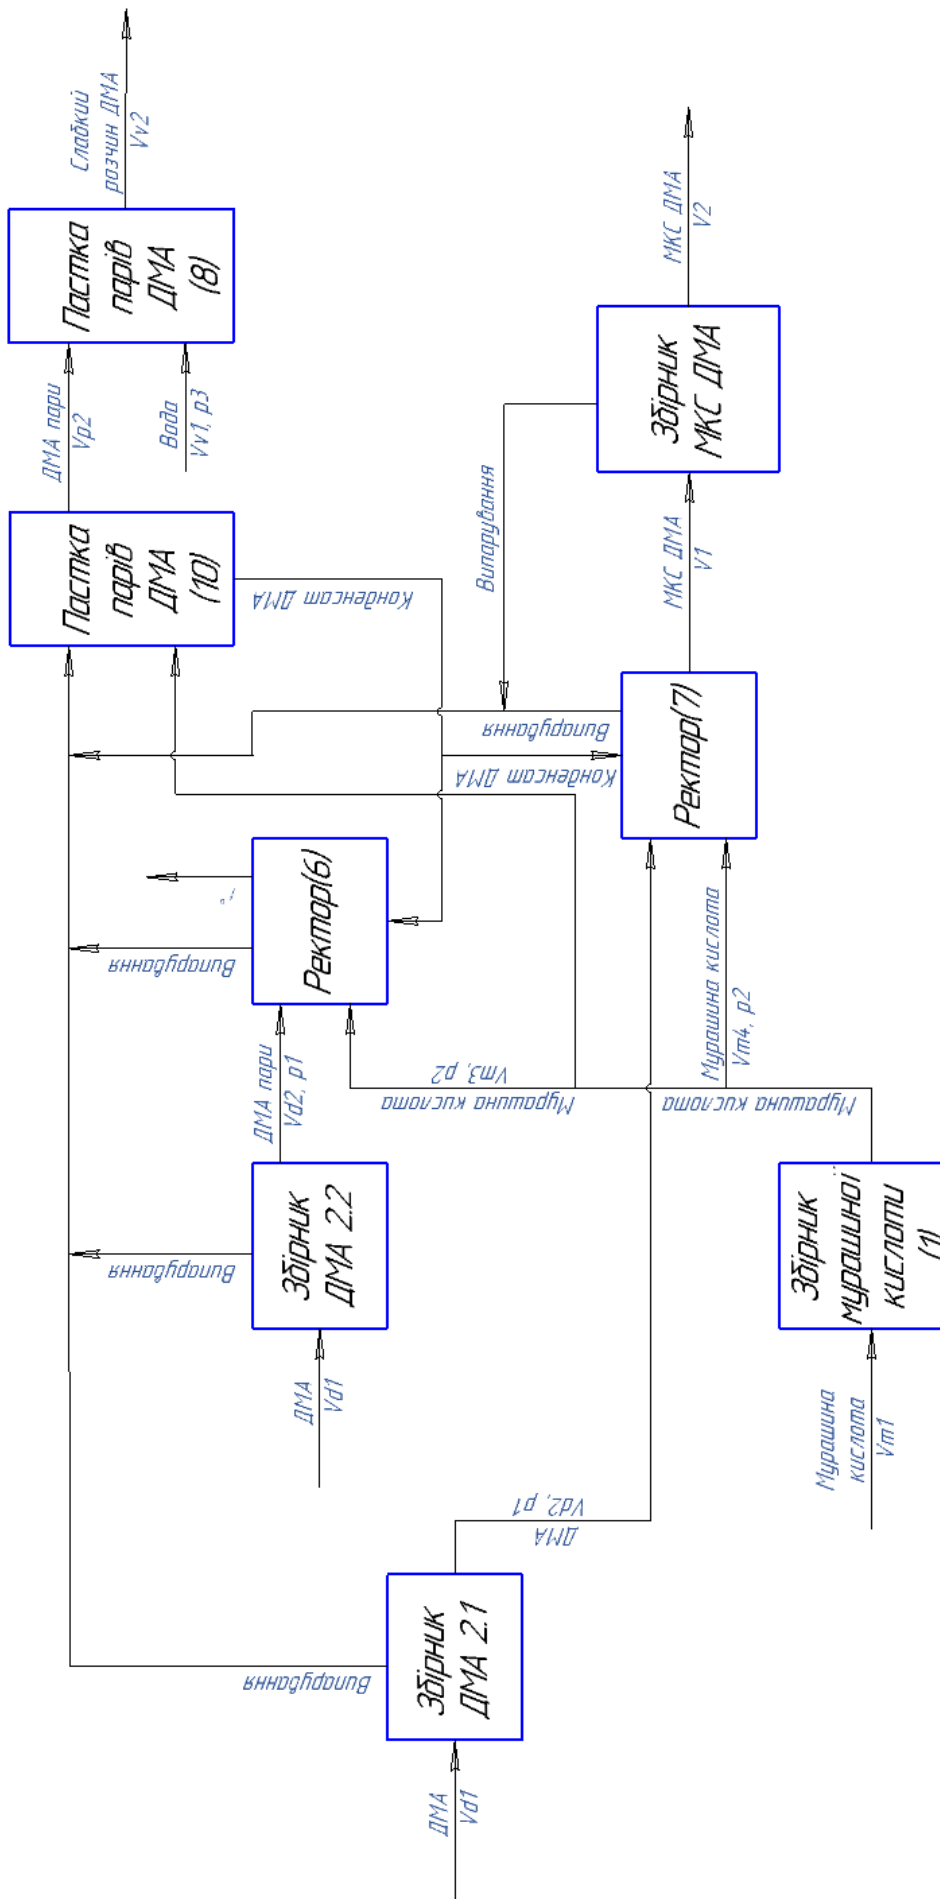 Слабкий
розчин ДМА
Vv2
Пастка
парів
ДМА
(8)
ДМА пари
Vp2
Вода
Vv1, p3
Пастка
парів
ДМА
(10)
Конденсат ДМА
МКС ДМА
V2
Збірник
МКС ДМА
Випарування
МКС ДМА
V1
Ректор(7)
Випарування
Конденсат ДМА
Мурашина кислота
Vm4, p2
Ректор(6)
t°
Випарування
ДМА пари
Vd2, p1
Vm3, p2
Мурашина кислота
Мурашина кислота
Збірник
ДМА 2.2
Випарування
ДМА
Vd1
Збірник
мурашиної
кислоти
(1)
Мурашина
кислота
Vm1
Vd2, p1
ДМА
Випарування
Збірник
ДМА 2.1
ДМА
Vd1